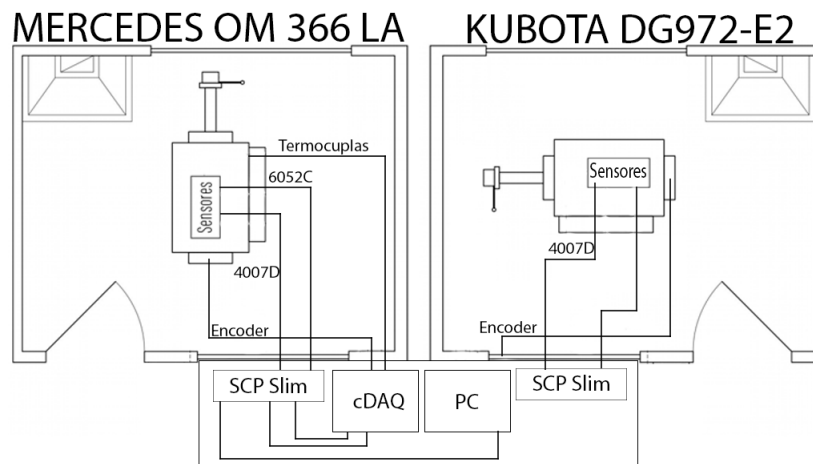 MERCEDES OM 366 LA
KUBOTA DG972-E2
Termocuplas
6052C
Sensores
4007D
Encoder
Sensores
4007D
Encoder
SCP Slim
cDAQ
PC
SCP Slim